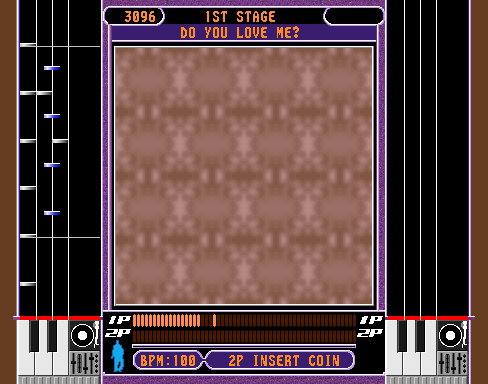 3096 1ST STAGE
DO YOU LOVE ME?
1P 1P
2P 2P
BPM:100 2P INSERT COIN